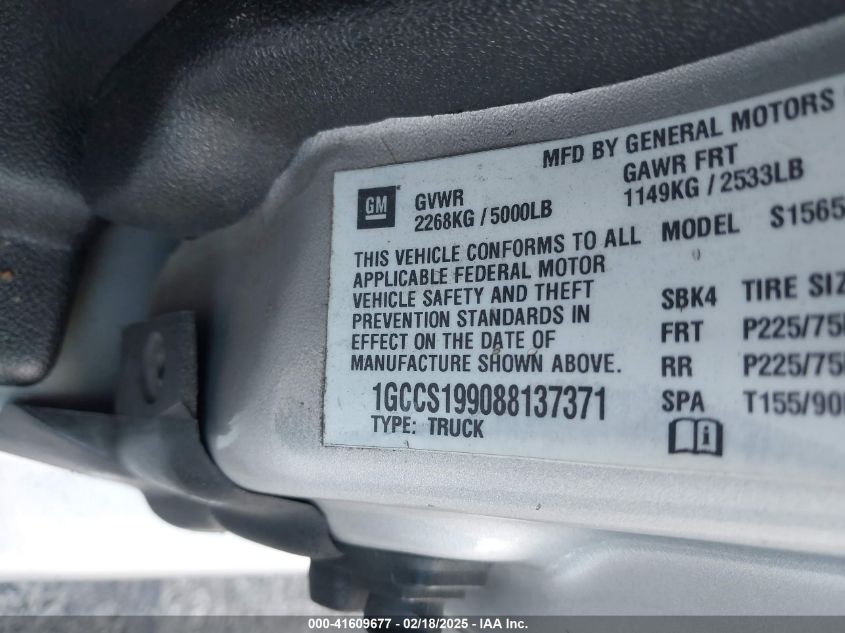 MFD BY GENERAL MOTORS
GM
GVWR
2268KG / 5000LB
GAWR FRT
1149KG / 2533LB
THIS VEHICLE CONFORMS TO ALL
APPLICABLE FEDERAL MOTOR
VEHICLE SAFETY AND THEFT
PREVENTION STANDARDS IN
EFFECT ON THE DATE OF
MANUFACTURE SHOWN ABOVE.
1GCCS199088137371
TYPE: TRUCK
MODEL S1565
SBK4 TIRE SIZ
FRT P225/75
RR P225/75
SPA T155/90
000-41609677 - 02/18/2025 - IAA Inc.